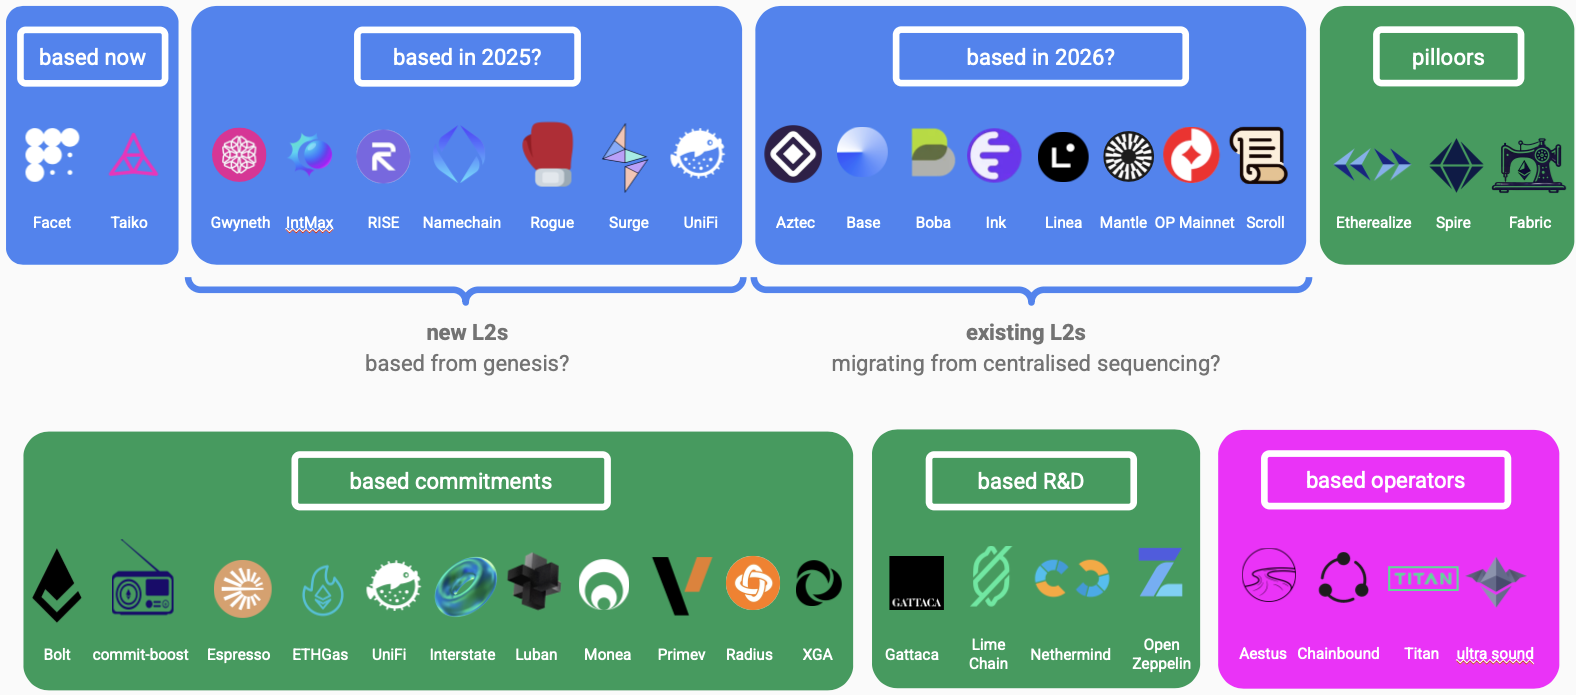 based now
Facet
Taiko
based in 2025?
Gwyneth
IntMax
RISE
Namechain
Rogue
Surge
UniFi
new L2s
based from genesis?
based in 2026?
Aztec
Base
Boba
Ink
Linea
Mantle
OP Mainnet
Scroll
existing L2s
migrating from centralised sequencing?
pilloors
Etherealize
Spire
Fabric
based commitments
Bolt
commit-boost
Espresso
ETHGas
UniFi
Interstate
Luban
Monea
Primev
Radius
XGA
based R&D
GATTACA
Gattaca
Lime
Chain
Nethermind
Open
Zeppelin
based operators
TITAN
Aestus
Chainbound
Titan
ultra sound